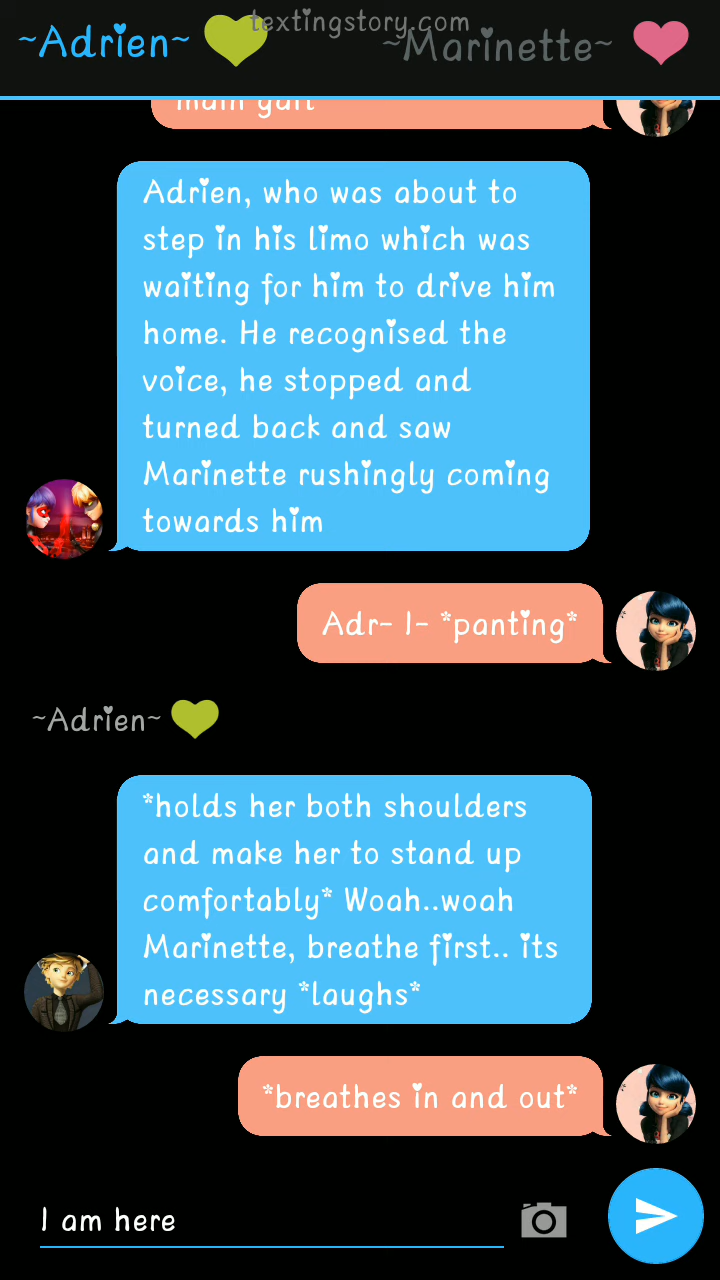 textingstory.com
~Adrien~
~Marinette~
main gait
Adrien, who was about to
step in his limo which was
waiting for him to drive him
home. He recognised the
voice, he stopped and
turned back and saw
Marinette rushingly coming
towards him
Adr- I- *panting*
~Adrien~
*holds her both shoulders
and make her to stand up
comfortably* Woah..woah
Marinette, breathe first.. its
necessary *laughs*
*breathes in and out*
I am here